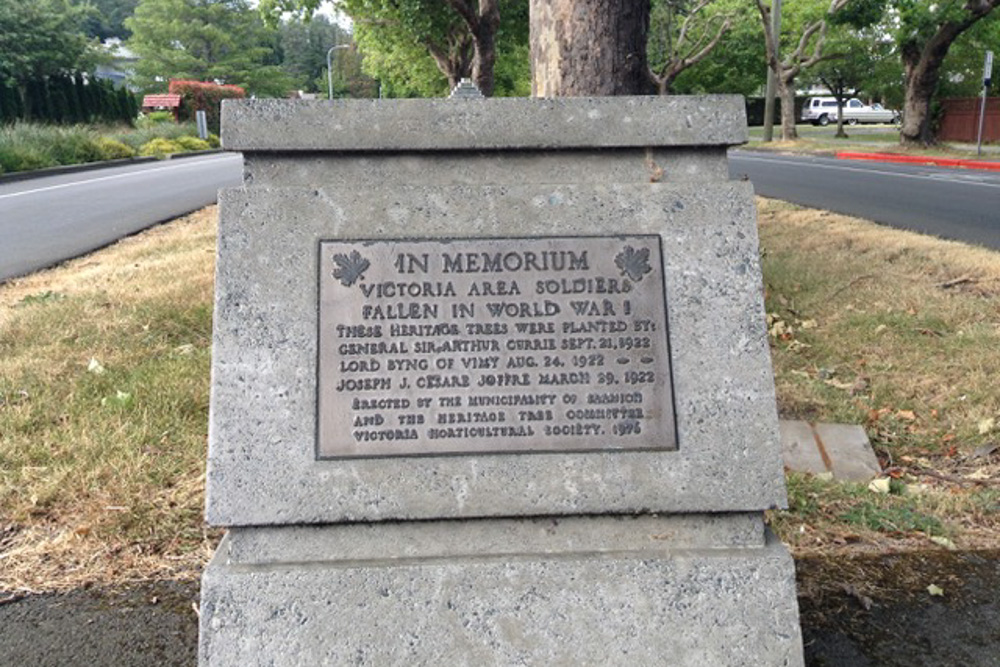 IN MEMORIUM
VICTORIA AREA SOLDIERS
FALLEN IN WORLD WAR I
THESE HERITAGE TREES WERE PLANTED BY:
GENERAL SIR ARTHUR CURRIE SEPT. 21, 1922
LORD BYNG OF VIMY AUG. 24, 1922 - -
JOSEPH J. CESARE JOFFRE MARCH 29, 1922
ERECTED BY THE MUNICIPALITY OF SAANICH
AND THE HERITAGE TREE COMMITTEE
VICTORIA HORTICULTURAL SOCIETY. 1976